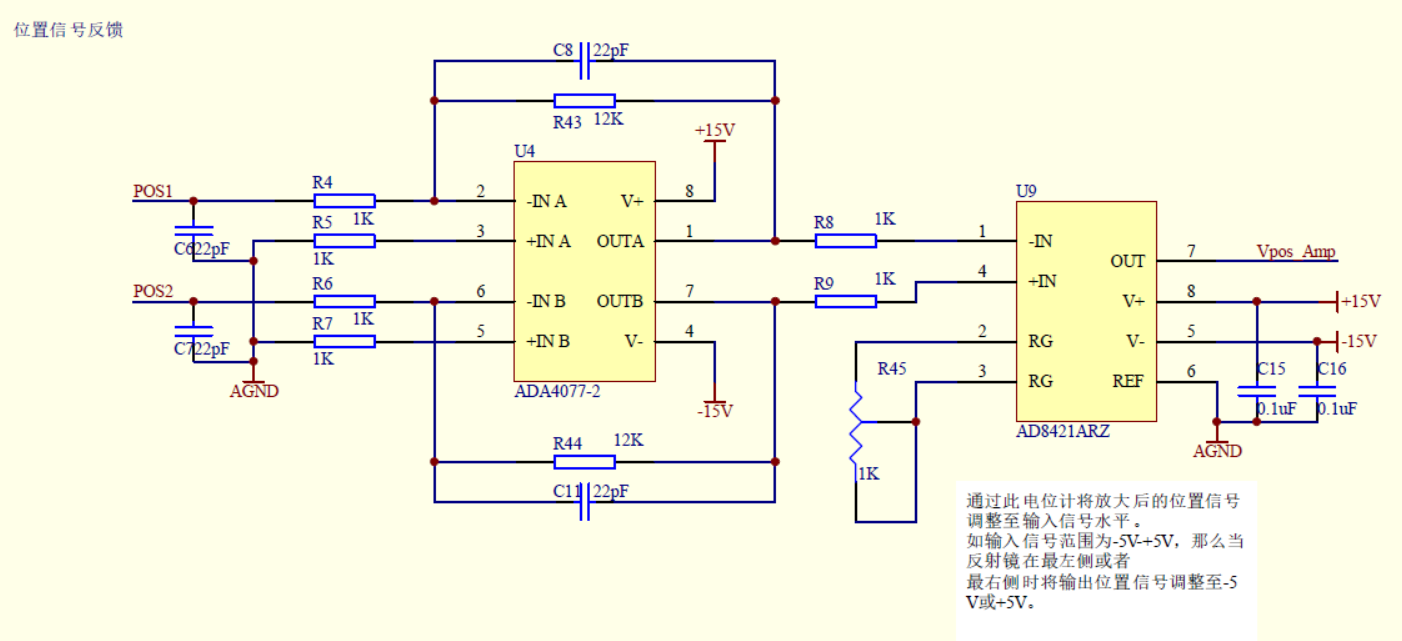 位置信号反馈
C8 22pF
R43 12K
+15V
U4
POS1
R4
1K
2
-IN A
V+
8
C6 22pF
R5
1K
3
+IN A
OUTA
1
R8 1K
U9
1
-IN
POS2
R6
1K
6
-IN B
OUTB
7
R9 1K
4
+IN
OUT
7
Vpos_Amp
V+
8
+15V
C7 22pF
R7
1K
5
+IN B
V-
4
2
RG
V-
5
-15V
AGND
ADA4077-2
-15V
R45
3
RG
REF
6
C15
0.1uF
C16
0.1uF
AD8421ARZ
AGND
R44 12K
C11 22pF
1K
通过此电位计将放大后的位置信号
调整至输入信号水平。
如输入信号范围为-5V-+5V，那么当
反射镜在最左侧或者
最右侧时将输出位置信号调整至-5
V或+5V。